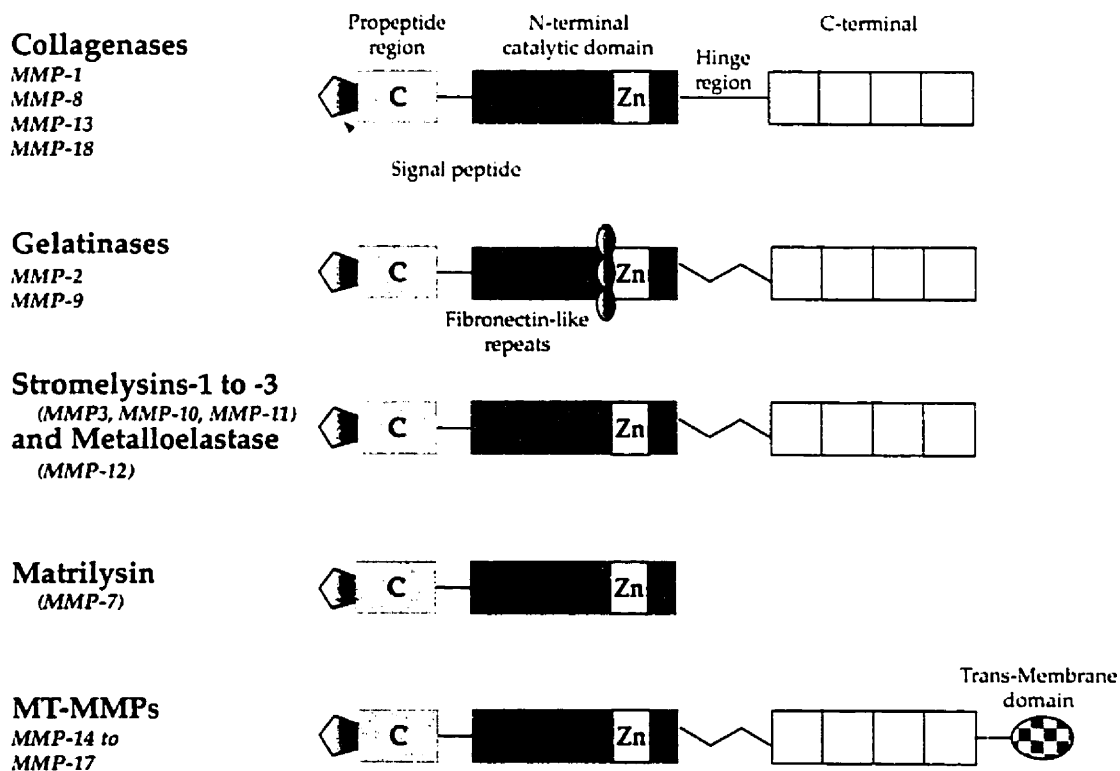 Propeptide
region
N-terminal
catalytic domain
C-terminal
Hinge
region
Collagenases
MMP-1
MMP-8
MMP-13
MMP-18
C
Zn
Signal peptide
Gelatinases
MMP-2
MMP-9
C
Zn
Fibronectin-like
repeats
Stromelysins-1 to -3
(MMP3, MMP-10, MMP-11)
and Metalloelastase
(MMP-12)
C
Zn
Matrilysin
(MMP-7)
C
Zn
Trans-Membrane
domain
MT-MMPs
MMP-14 to
MMP-17
C
Zn